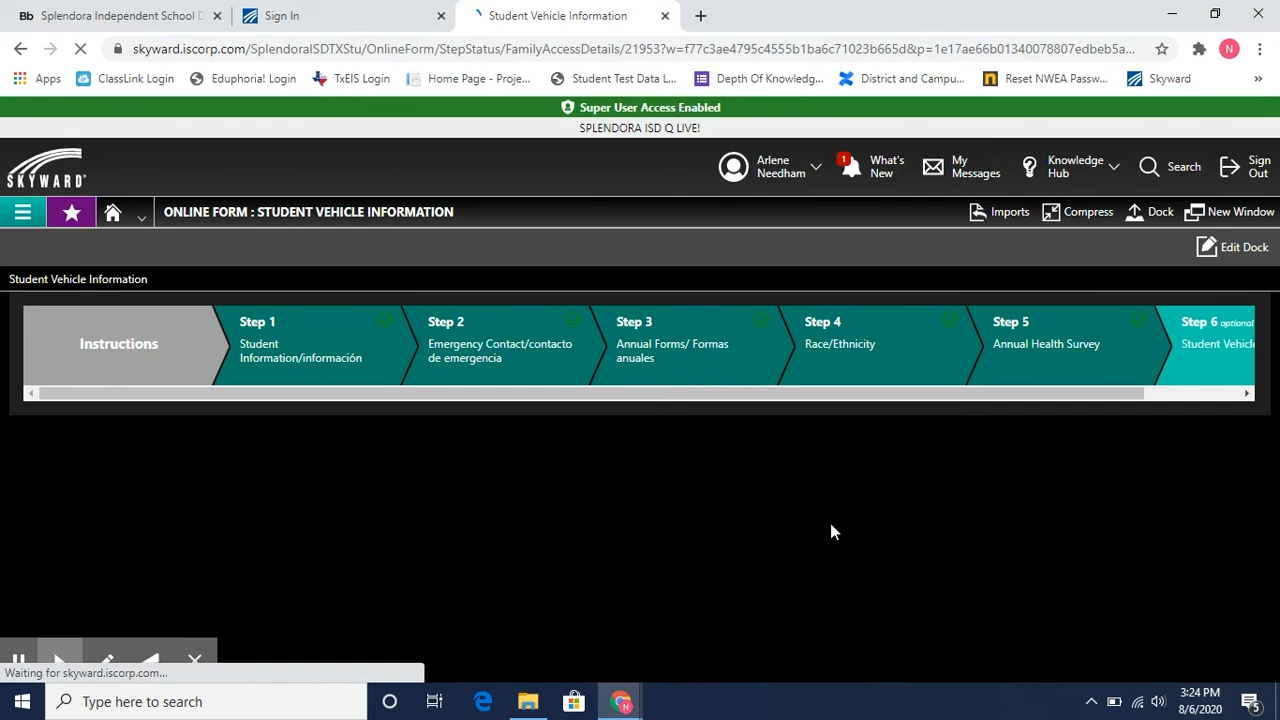 Bb Splendora Independent School D
Sign In
Student Vehicle Information
skyward.iscorp.com/SplendoraISDTXStu/OnlineForm/StepStatus/FamilyAccessDetails/21953?w=f77c3ae4795c4555b1ba6c71023b665d&p=1e17ae66b01340078807edbeb5a...
N
Apps
ClassLink Login
Eduphoria! Login
TxEIS Login
Home Page - Proje...
Student Test Data L...
Depth Of Knowledg...
District and Campu...
Reset NWEA Passw...
Skyward
»
Super User Access Enabled
SPLENDORA ISD Q LIVE!
SKYWARD
Arlene
Needham
1
What's
New
My
Messages
Knowledge
Hub
Search
Sign
Out
ONLINE FORM : STUDENT VEHICLE INFORMATION
Imports
Compress
Dock
New Window
Edit Dock
Student Vehicle Information
Instructions
Step 1
Student
Information/información
Step 2
Emergency Contact/contacto
de emergencia
Step 3
Annual Forms/ Formas
anuales
Step 4
Race/Ethnicity
Step 5
Annual Health Survey
Step 6 optional
Student Vehicle
Waiting for skyward.iscorp.com...
Type here to search
3:24 PM
8/6/2020
5